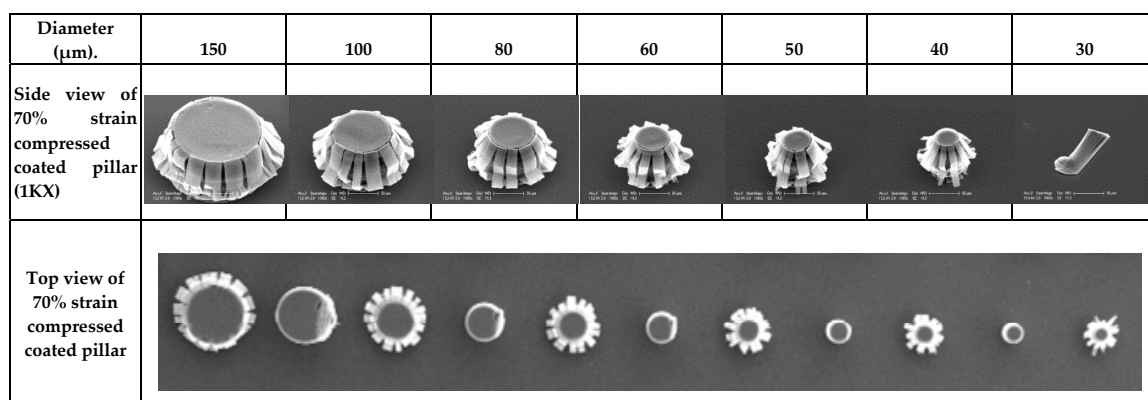 Diameter
(µm).
150
100
80
60
50
40
30
Side view of
70% strain
compressed
coated pillar
(1KX)
Top view of
70% strain
compressed
coated pillar